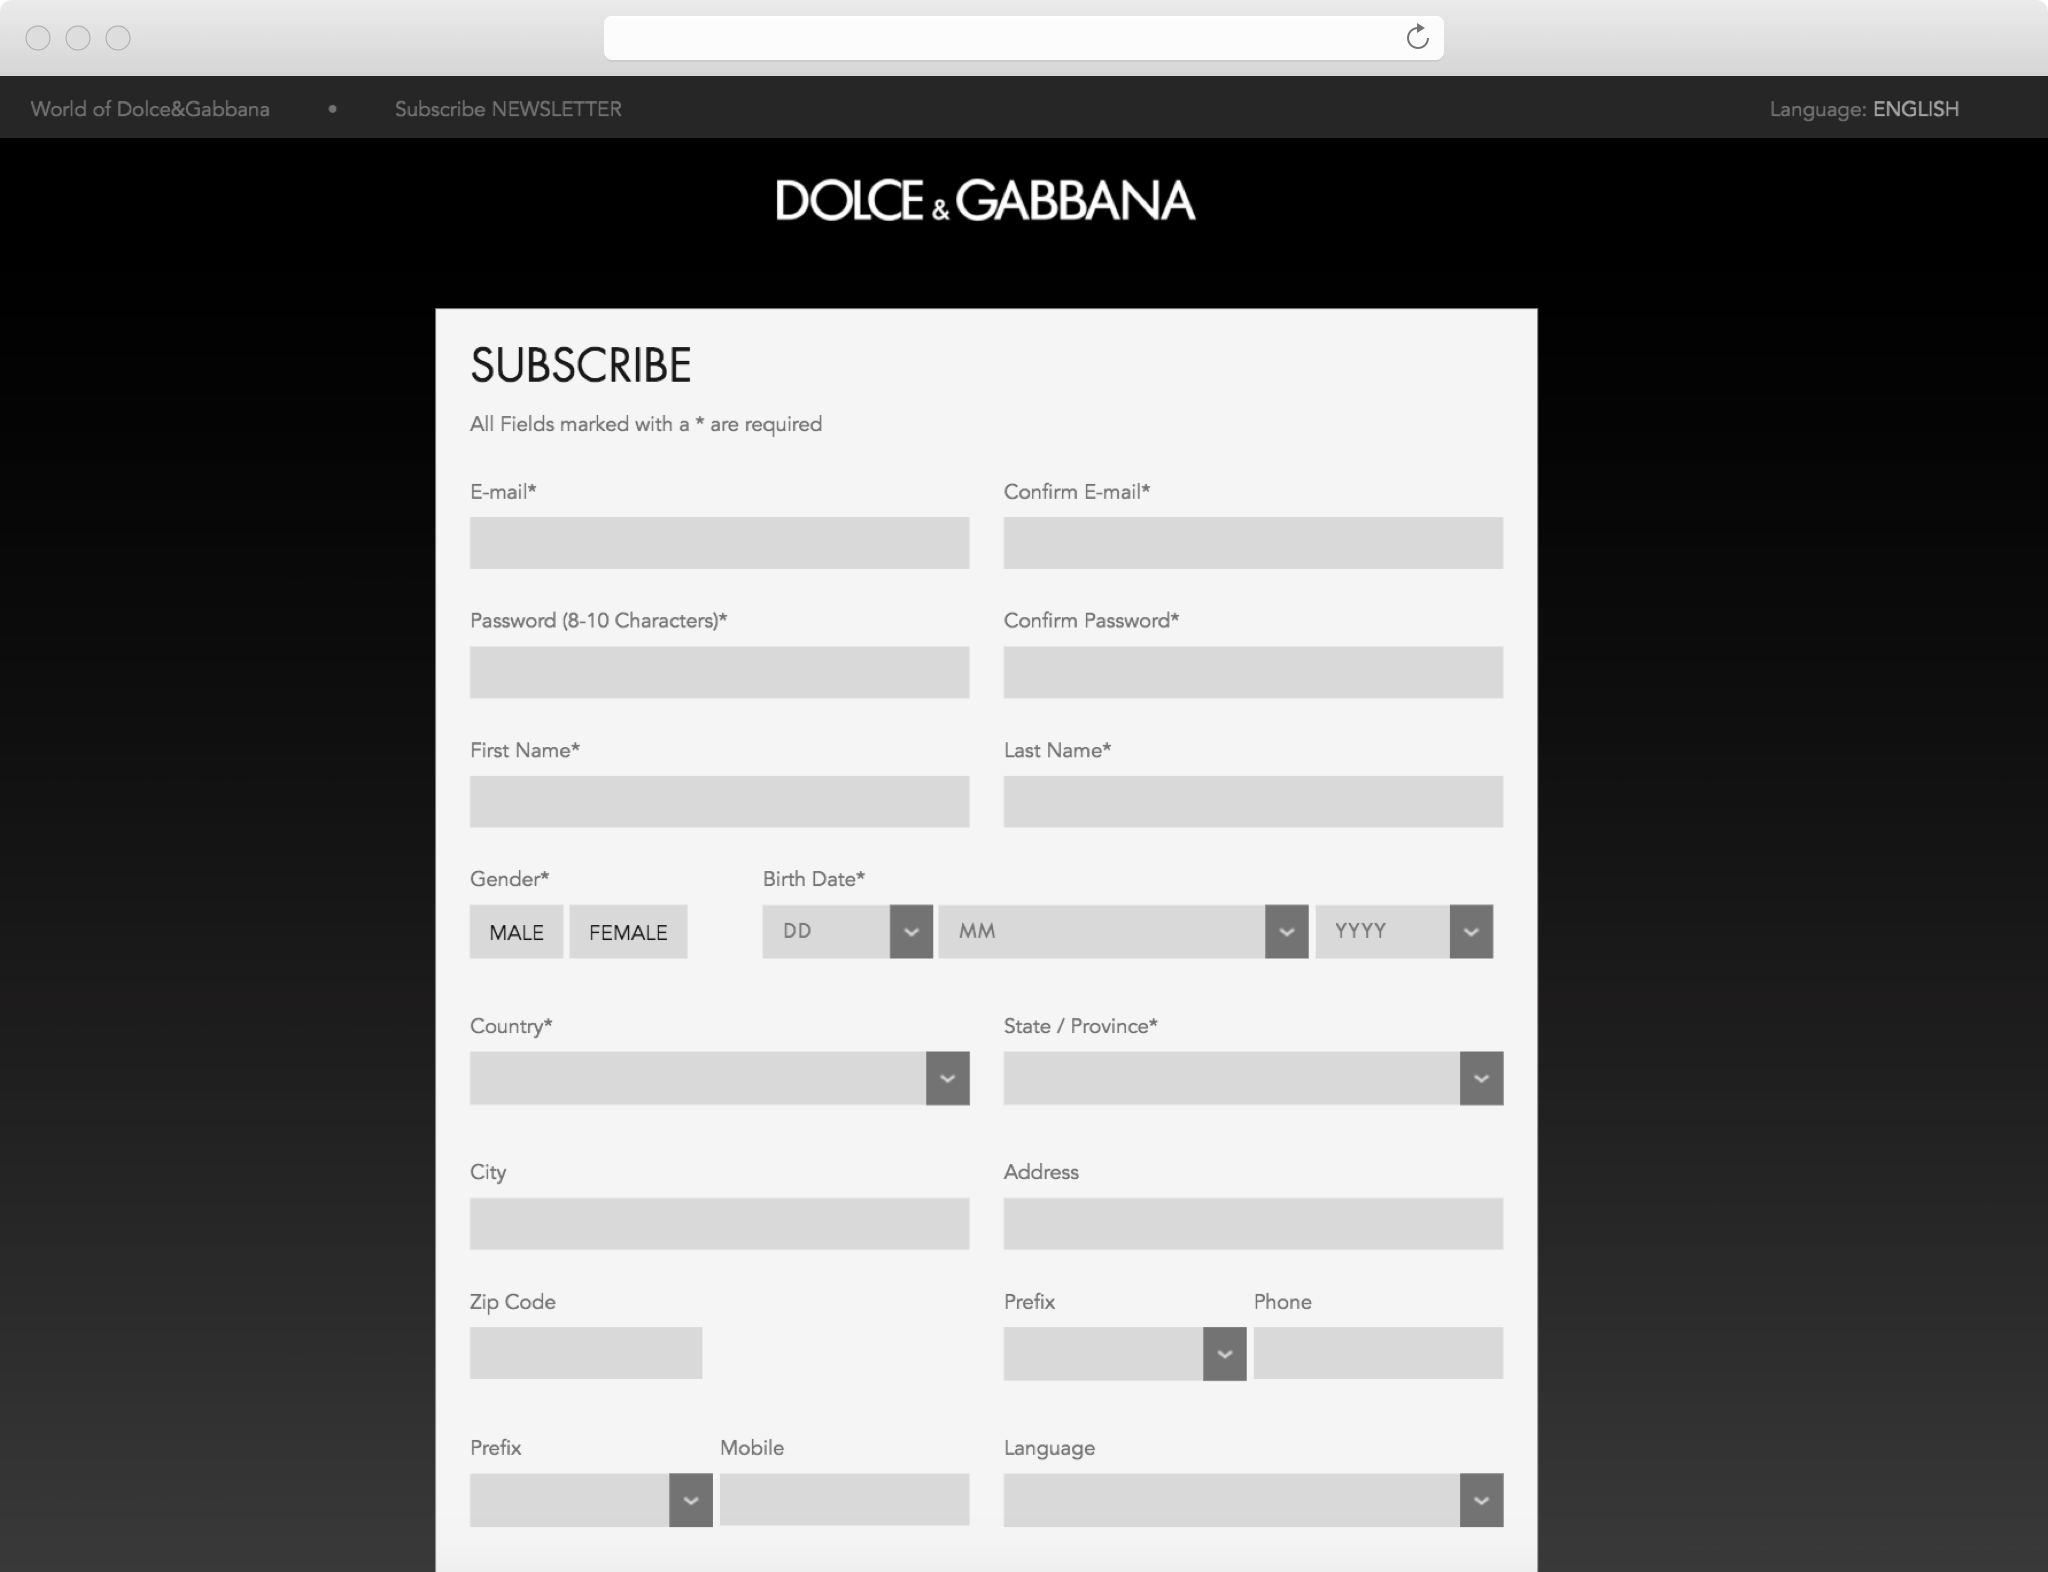 World of Dolce&Gabbana • Subscribe NEWSLETTER Language: ENGLISH
DOLCE & GABBANA
SUBSCRIBE
All Fields marked with a * are required
E-mail* Confirm E-mail*
Password (8-10 Characters)* Confirm Password*
First Name* Last Name*
Gender* Birth Date*
MALE FEMALE DD MM YYYY
Country* State / Province*
City Address
Zip Code Prefix Phone
Prefix Mobile Language